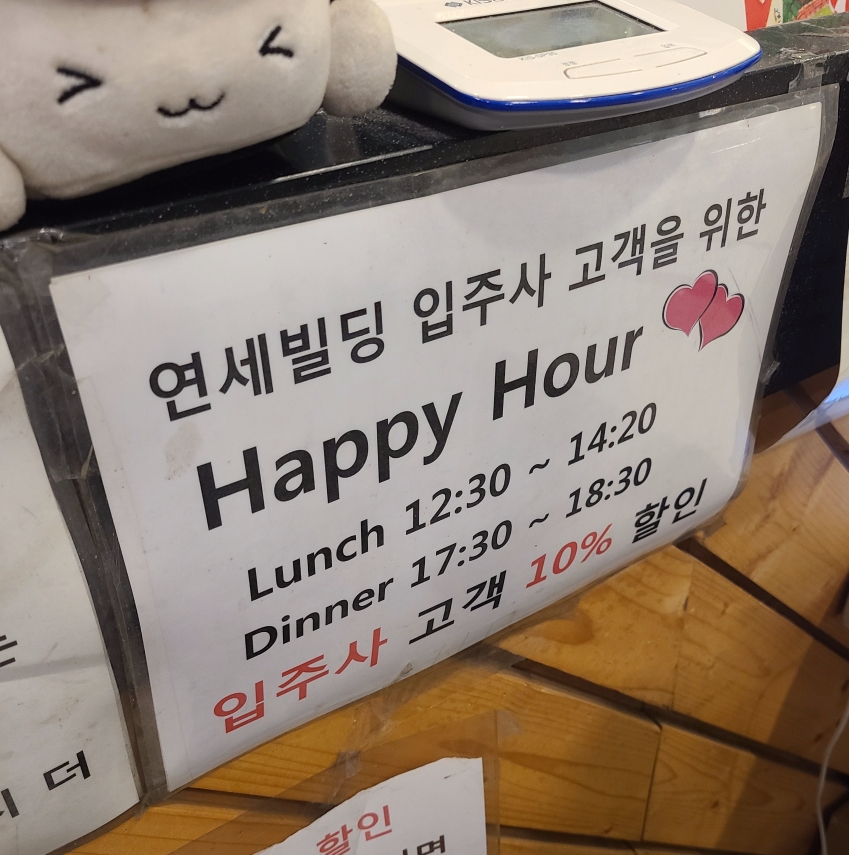 연세빌딩 입주사 고객을 위한
Happy Hour
Lunch 12:30 ~ 14:20
Dinner 17:30 ~ 18:30
입주사 고객 10% 할인
더
할인